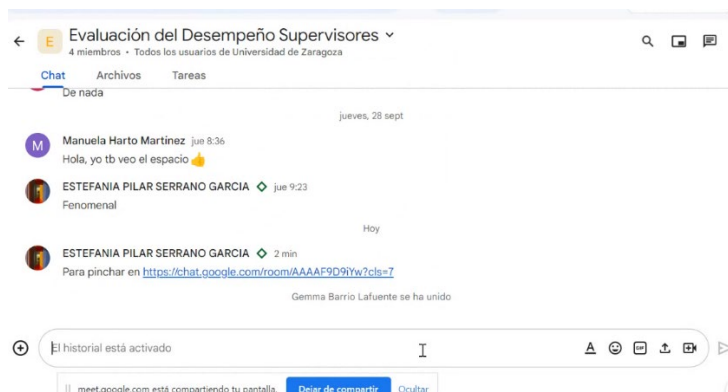 E
Evaluación del Desempeño Supervisores
4 miembros • Todos los usuarios de Universidad de Zaragoza
Chat Archivos Tareas
De nada
jueves, 28 sept
M
Manuela Harto Martínez jue 8:36
Hola, yo tb veo el espacio 👍
ESTEFANIA PILAR SERRANO GARCIA jue 9:23
Fenomenal
Hoy
ESTEFANIA PILAR SERRANO GARCIA 2 min
Para pinchar en https://chat.google.com/room/AAAAF9D9iYw?cls=7
Gemma Barrio Lafuente se ha unido
El historial está activado
A GIF
meet.google.com está compartiendo tu pantalla. Dejar de compartir Ocultar